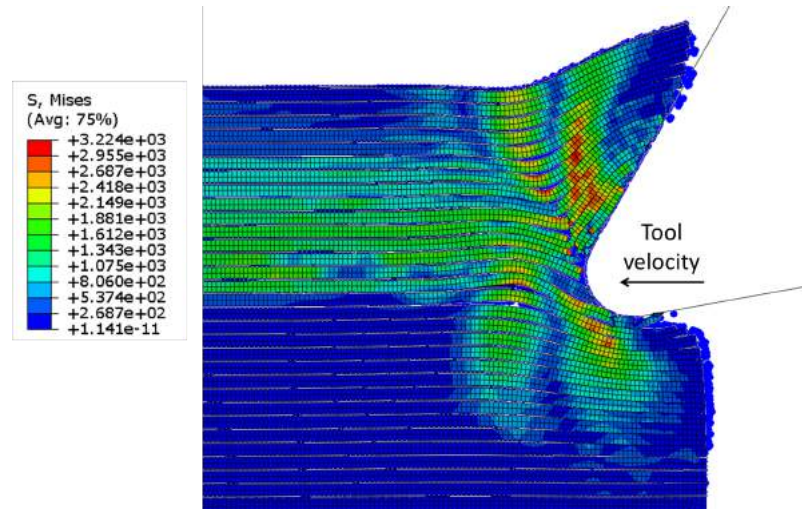 S, Mises
(Avg: 75%)
+3.224e+03
+2.955e+03
+2.687e+03
+2.418e+03
+2.149e+03
+1.881e+03
+1.612e+03
+1.343e+03
+1.075e+03
+8.060e+02
+5.374e+02
+2.687e+02
+1.141e-11
Tool
velocity